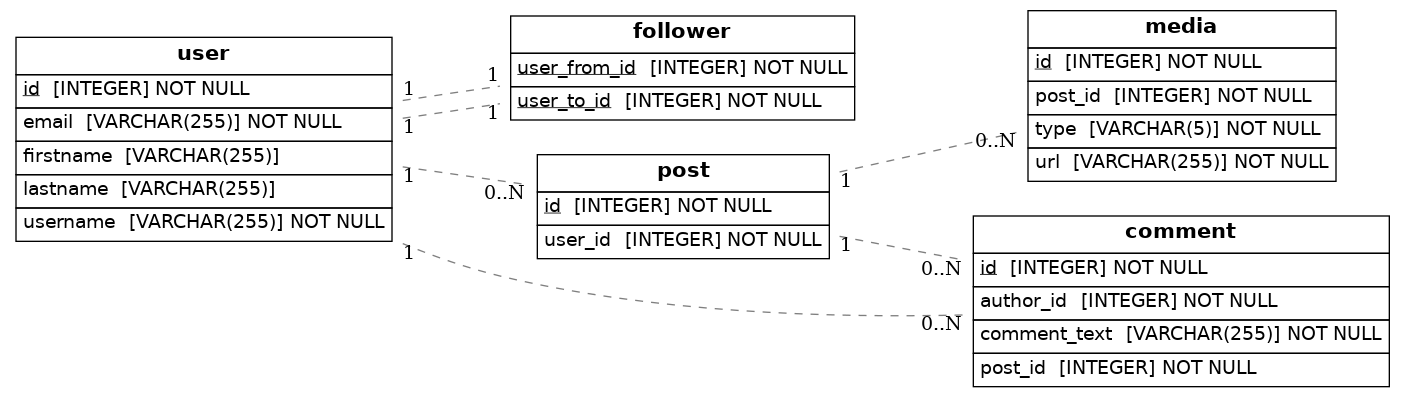 user
id [INTEGER] NOT NULL
email [VARCHAR(255)] NOT NULL
firstname [VARCHAR(255)]
lastname [VARCHAR(255)]
username [VARCHAR(255)] NOT NULL
follower
user_from_id [INTEGER] NOT NULL
user_to_id [INTEGER] NOT NULL
post
id [INTEGER] NOT NULL
user_id [INTEGER] NOT NULL
media
id [INTEGER] NOT NULL
post_id [INTEGER] NOT NULL
type [VARCHAR(5)] NOT NULL
url [VARCHAR(255)] NOT NULL
comment
id [INTEGER] NOT NULL
author_id [INTEGER] NOT NULL
comment_text [VARCHAR(255)] NOT NULL
post_id [INTEGER] NOT NULL
1
1
1
1
1
0..N
1
0..N
1
0..N
1
0..N